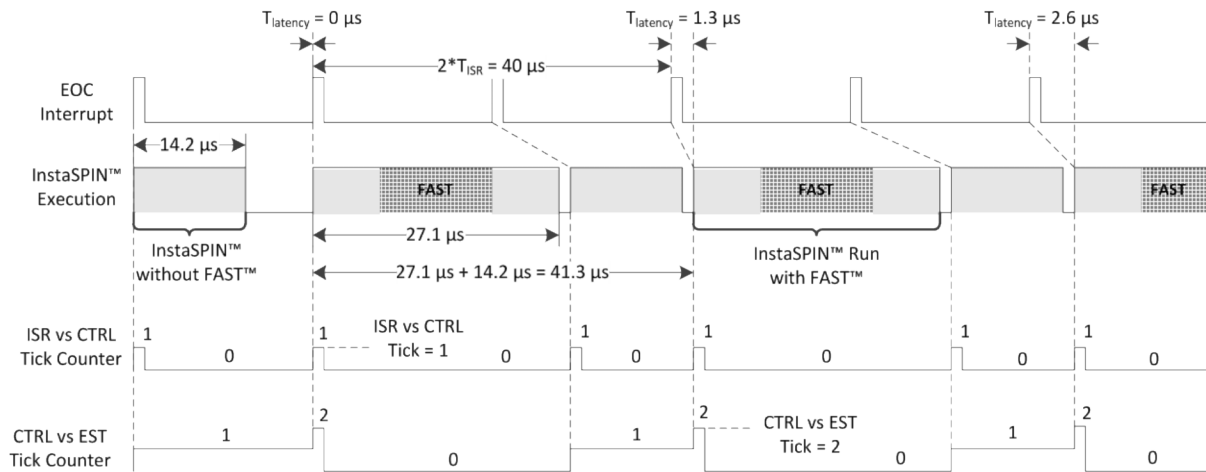 T_latency = 0 µs
T_latency = 1.3 µs
T_latency = 2.6 µs
2*T_ISR = 40 µs
EOC
Interrupt
14.2 µs
InstaSPIN™
Execution
FAST
FAST
FAST
InstaSPIN™
without FAST™
27.1 µs
InstaSPIN™ Run
with FAST™
27.1 µs + 14.2 µs = 41.3 µs
ISR vs CTRL
Tick Counter
1
0
1
ISR vs CTRL
Tick = 1
0
1
0
1
0
1
0
1
0
CTRL vs EST
Tick Counter
1
2
0
1
2
CTRL vs EST
Tick = 2
0
1
2
0